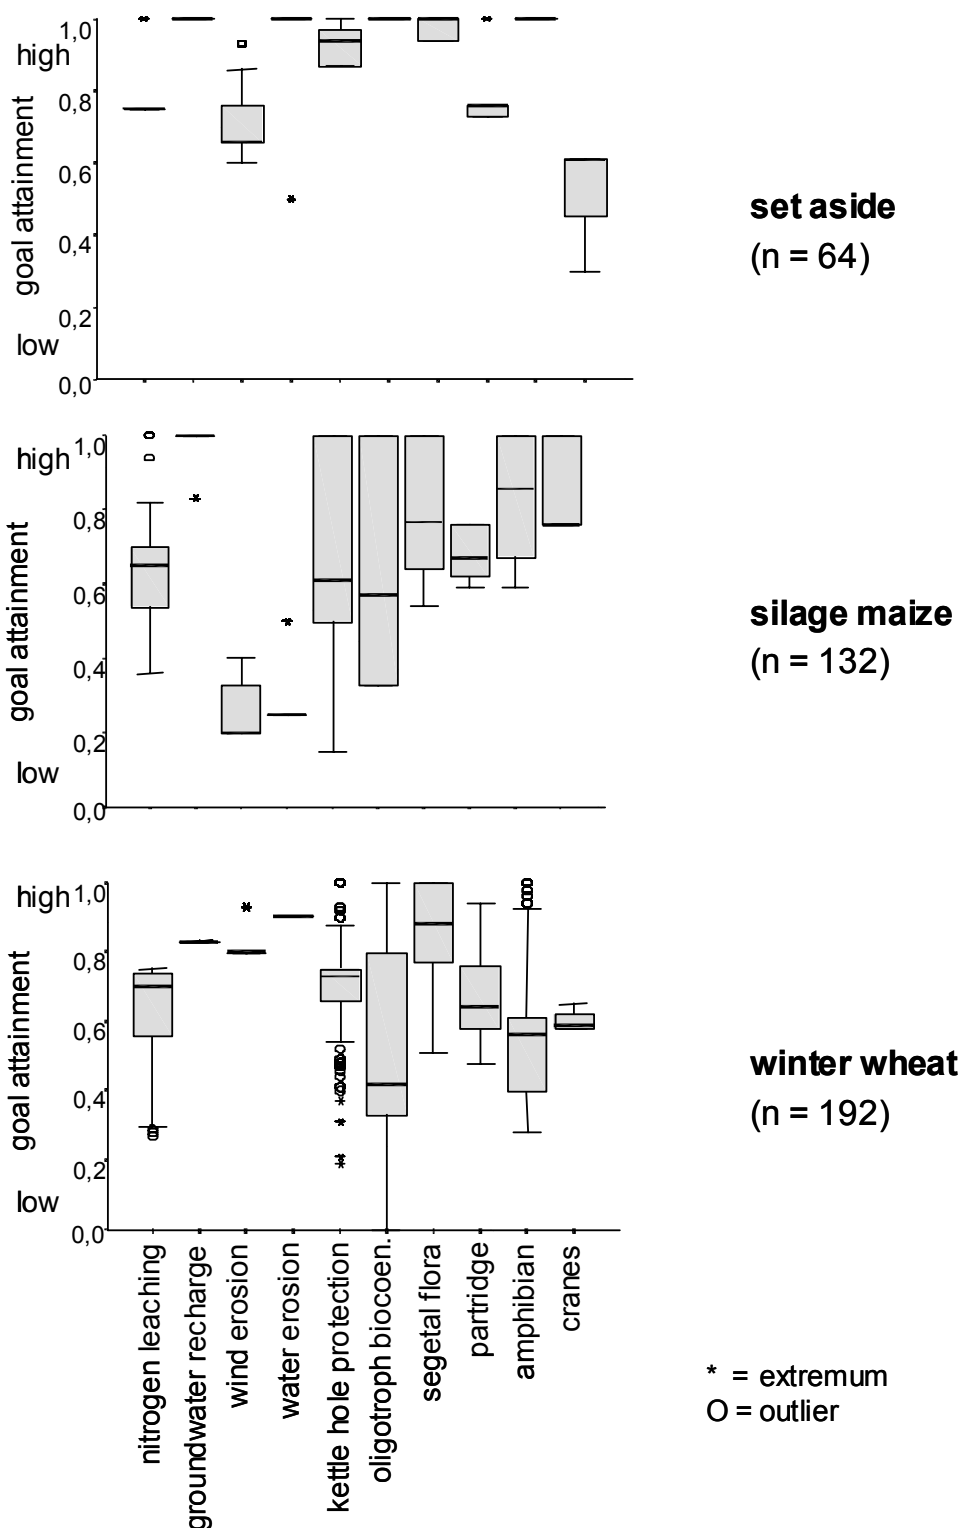 1,0
high
0,8
0,6
0,4
0,2
low
0,0
goal attainment
set aside
(n = 64)
1,0
high
0,8
0,6
0,4
0,2
low
0,0
goal attainment
silage maize
(n = 132)
1,0
high
0,8
0,6
0,4
0,2
low
0,0
goal attainment
winter wheat
(n = 192)
nitrogen leaching
groundwater recharge
wind erosion
water erosion
kettle hole protection
oligotroph biocoen.
segetal flora
partridge
amphibian
cranes
* = extremum
O = outlier